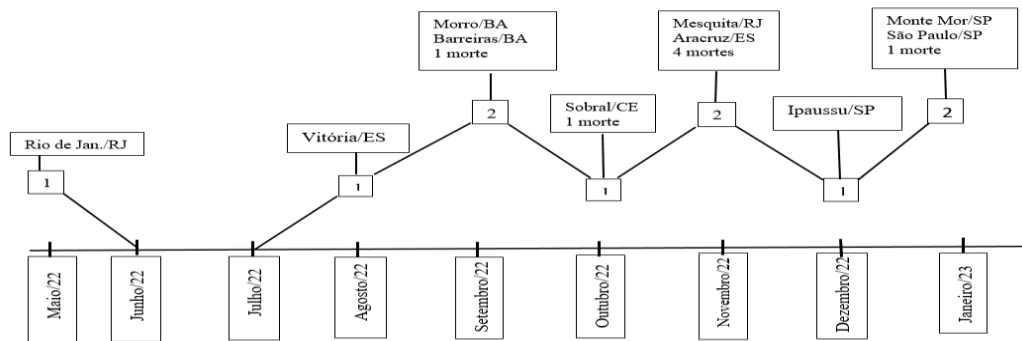 Morro/BA
Barreiras/BA
1 morte
Mesquita/RJ
Aracruz/ES
4 mortes
Monte Mor/SP
São Paulo/SP
1 morte
Sobral/CE
1 morte
Ipaussu/SP
Rio de Jan./RJ
Vitória/ES
2
2
2
1
1
1
1
Maio/22
Junho/22
Julho/22
Agosto/22
Setembro/22
Outubro/22
Novembro/22
Dezembro/22
Janeiro/23